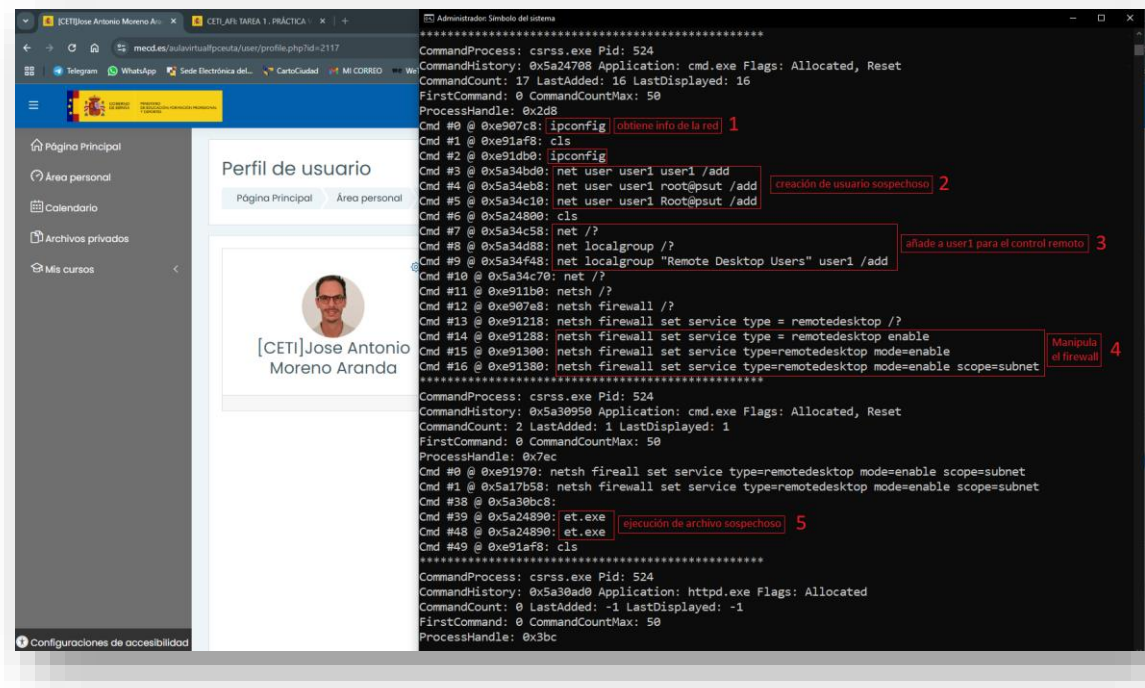 [CETI]Jose Antonio Moreno Ara
CETI_AFI: TAREA 1. PRÁCTICA
mecd.es/aulavirtualfpceuta/user/profile.php?id=2117
Telegram
WhatsApp
Sede Electrónica del...
CartoCiudad
MI CORREO
Página Principal
Área personal
Calendario
Archivos privados
Mis cursos
Configuraciones de accesibilidad
Perfil de usuario
Página Principal
Área personal
[CETI]Jose Antonio
Moreno Aranda
Administrador: Símbolo del sistema
**************************************************
CommandProcess: csrss.exe Pid: 524
CommandHistory: 0x5a24708 Application: cmd.exe Flags: Allocated, Reset
CommandCount: 17 LastAdded: 16 LastDisplayed: 16
FirstCommand: 0 CommandCountMax: 50
ProcessHandle: 0x2d8
Cmd #0 @ 0xe907c8: ipconfig obtiene info de la red 1
Cmd #1 @ 0xe91af8: cls
Cmd #2 @ 0xe91db0: ipconfig
Cmd #3 @ 0x5a34bd0: net user user1 user1 /add
Cmd #4 @ 0x5a34eb8: net user user1 root@psut /add creación de usuario sospechoso 2
Cmd #5 @ 0x5a34c10: net user user1 Root@psut /add
Cmd #6 @ 0x5a24800: cls
Cmd #7 @ 0x5a34c58: net /?
Cmd #8 @ 0x5a34d88: net localgroup /? añade a user1 para el control remoto 3
Cmd #9 @ 0x5a34f48: net localgroup "Remote Desktop Users" user1 /add
Cmd #10 @ 0x5a34c70: net /?
Cmd #11 @ 0xe911b0: netsh /?
Cmd #12 @ 0xe907e8: netsh firewall /?
Cmd #13 @ 0xe91218: netsh firewall set service type = remotedesktop /?
Cmd #14 @ 0xe91288: netsh firewall set service type = remotedesktop enable
Cmd #15 @ 0xe91300: netsh firewall set service type=remotedesktop mode=enable
Cmd #16 @ 0xe91380: netsh firewall set service type=remotedesktop mode=enable scope=subnet
Manipula
el firewall 4
**************************************************
CommandProcess: csrss.exe Pid: 524
CommandHistory: 0x5a30950 Application: cmd.exe Flags: Allocated, Reset
CommandCount: 2 LastAdded: 1 LastDisplayed: 1
FirstCommand: 0 CommandCountMax: 50
ProcessHandle: 0x7ec
Cmd #0 @ 0xe91970: netsh fireall set service type=remotedesktop mode=enable scope=subnet
Cmd #1 @ 0x5a17b58: netsh firewall set service type=remotedesktop mode=enable scope=subnet
Cmd #38 @ 0x5a30bc8:
Cmd #39 @ 0x5a24890: et.exe ejecución de archivo sospechoso 5
Cmd #48 @ 0x5a24890: et.exe
Cmd #49 @ 0xe91af8: cls
**************************************************
CommandProcess: csrss.exe Pid: 524
CommandHistory: 0x5a30ad0 Application: httpd.exe Flags: Allocated
CommandCount: 0 LastAdded: -1 LastDisplayed: -1
FirstCommand: 0 CommandCountMax: 50
ProcessHandle: 0x3bc